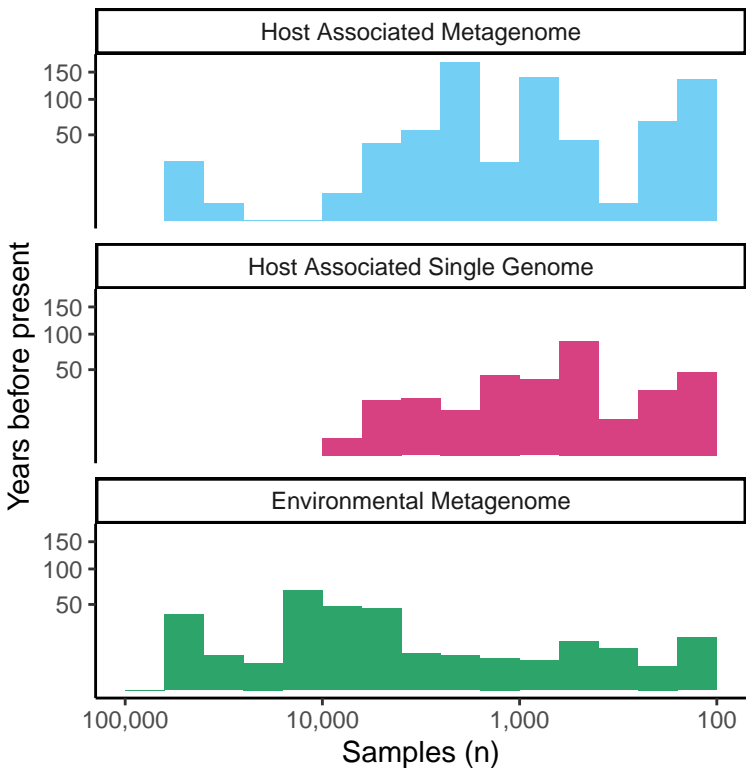 Host Associated Metagenome
150
100
50
Host Associated Single Genome
150
100
50
Years before present
Environmental Metagenome
150
100
50
100,000 10,000 1,000 100
Samples (n)